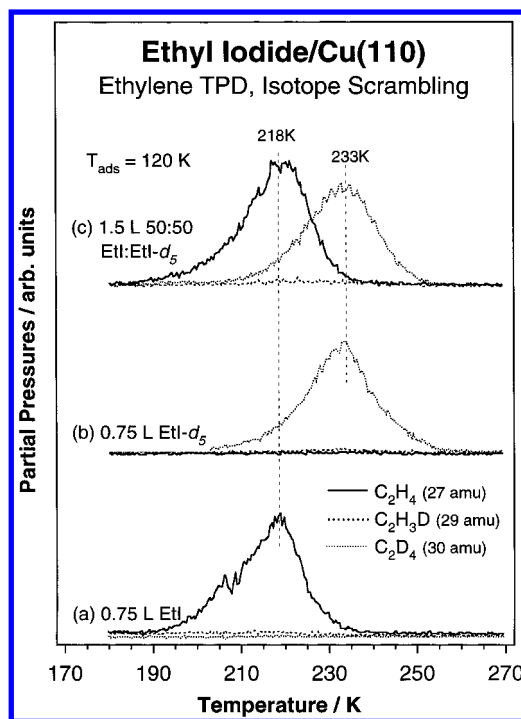 Ethyl Iodide/Cu(110)
Ethylene TPD, Isotope Scrambling
218K
233K
T_ads = 120 K
(c) 1.5 L 50:50
EtI:EtI-d₅
(b) 0.75 L EtI-d₅
C₂H₄ (27 amu)
C₂H₃D (29 amu)
C₂D₄ (30 amu)
(a) 0.75 L EtI
Partial Pressures / arb. units
170 190 210 230 250 270
Temperature / K